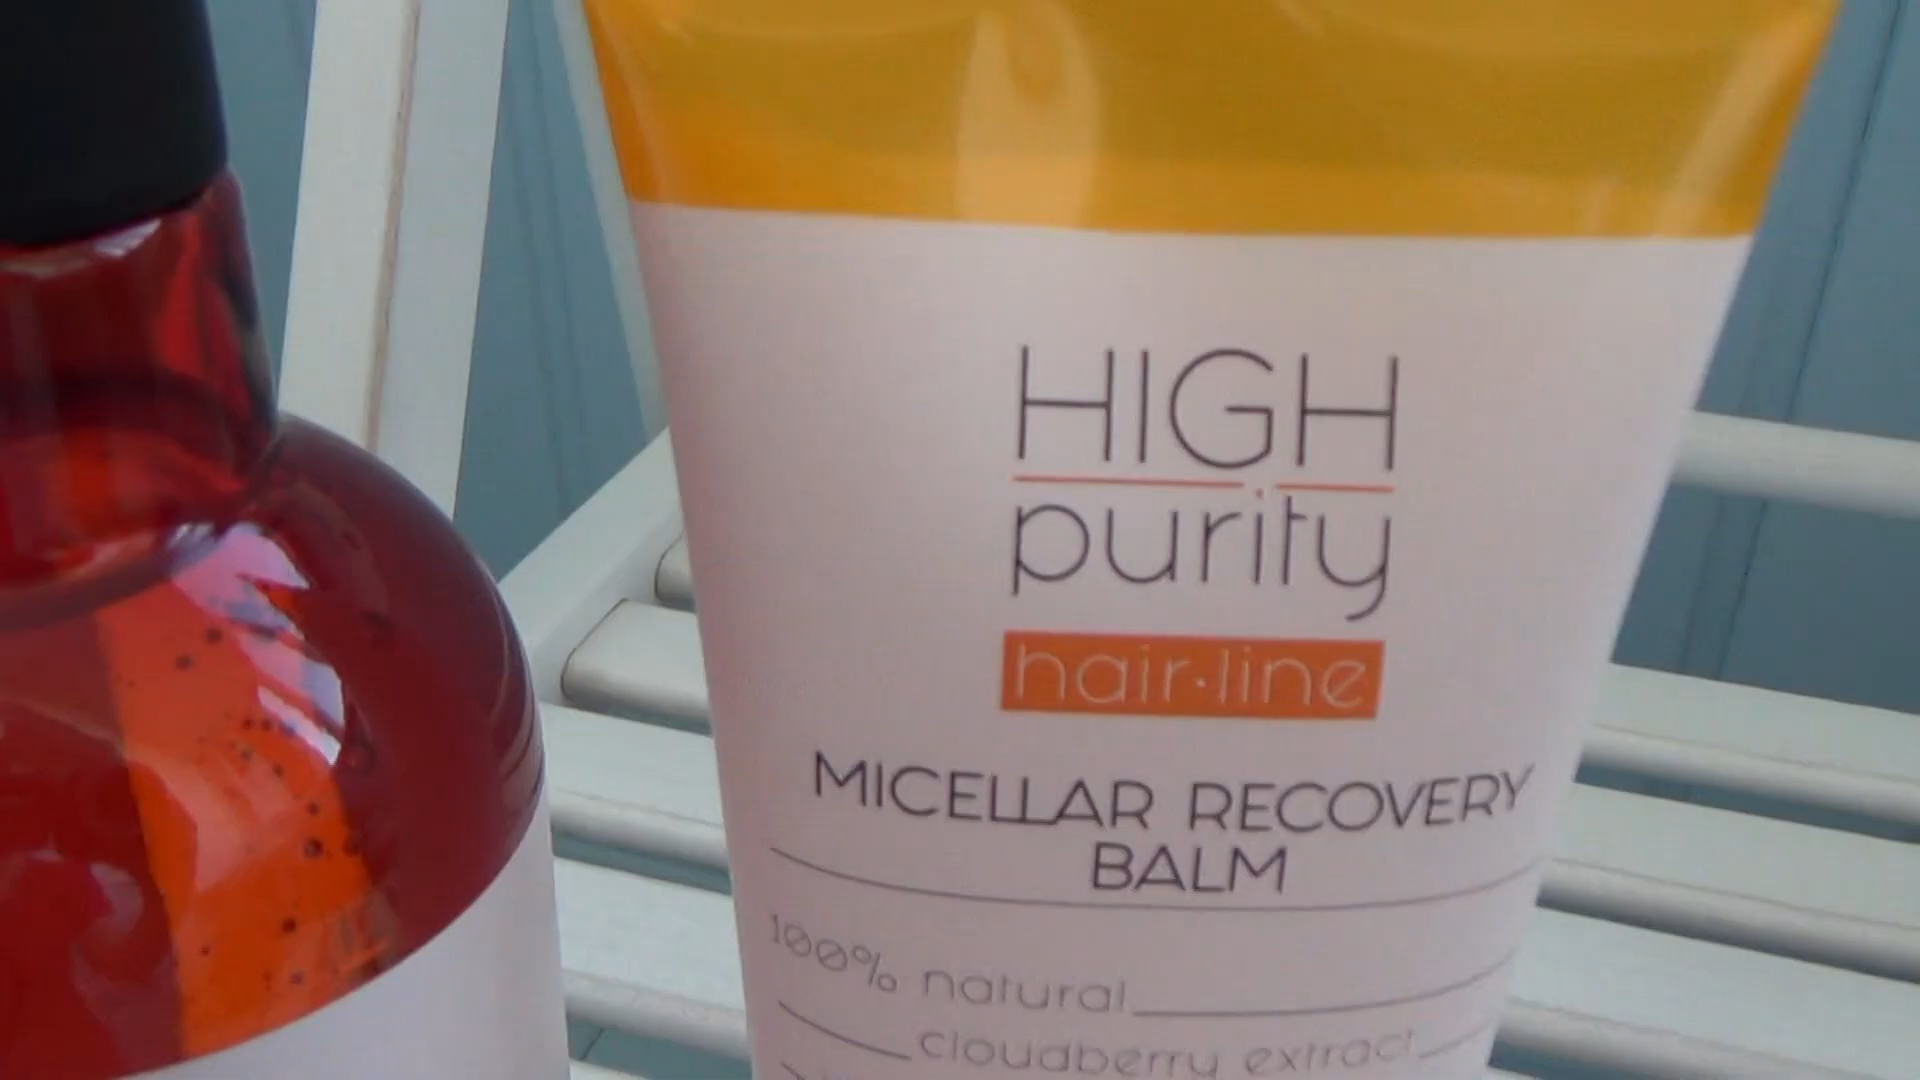 HIGH
purity
hair·line
MICELLAR RECOVERY
BALM
100% natural
cloudberry extract